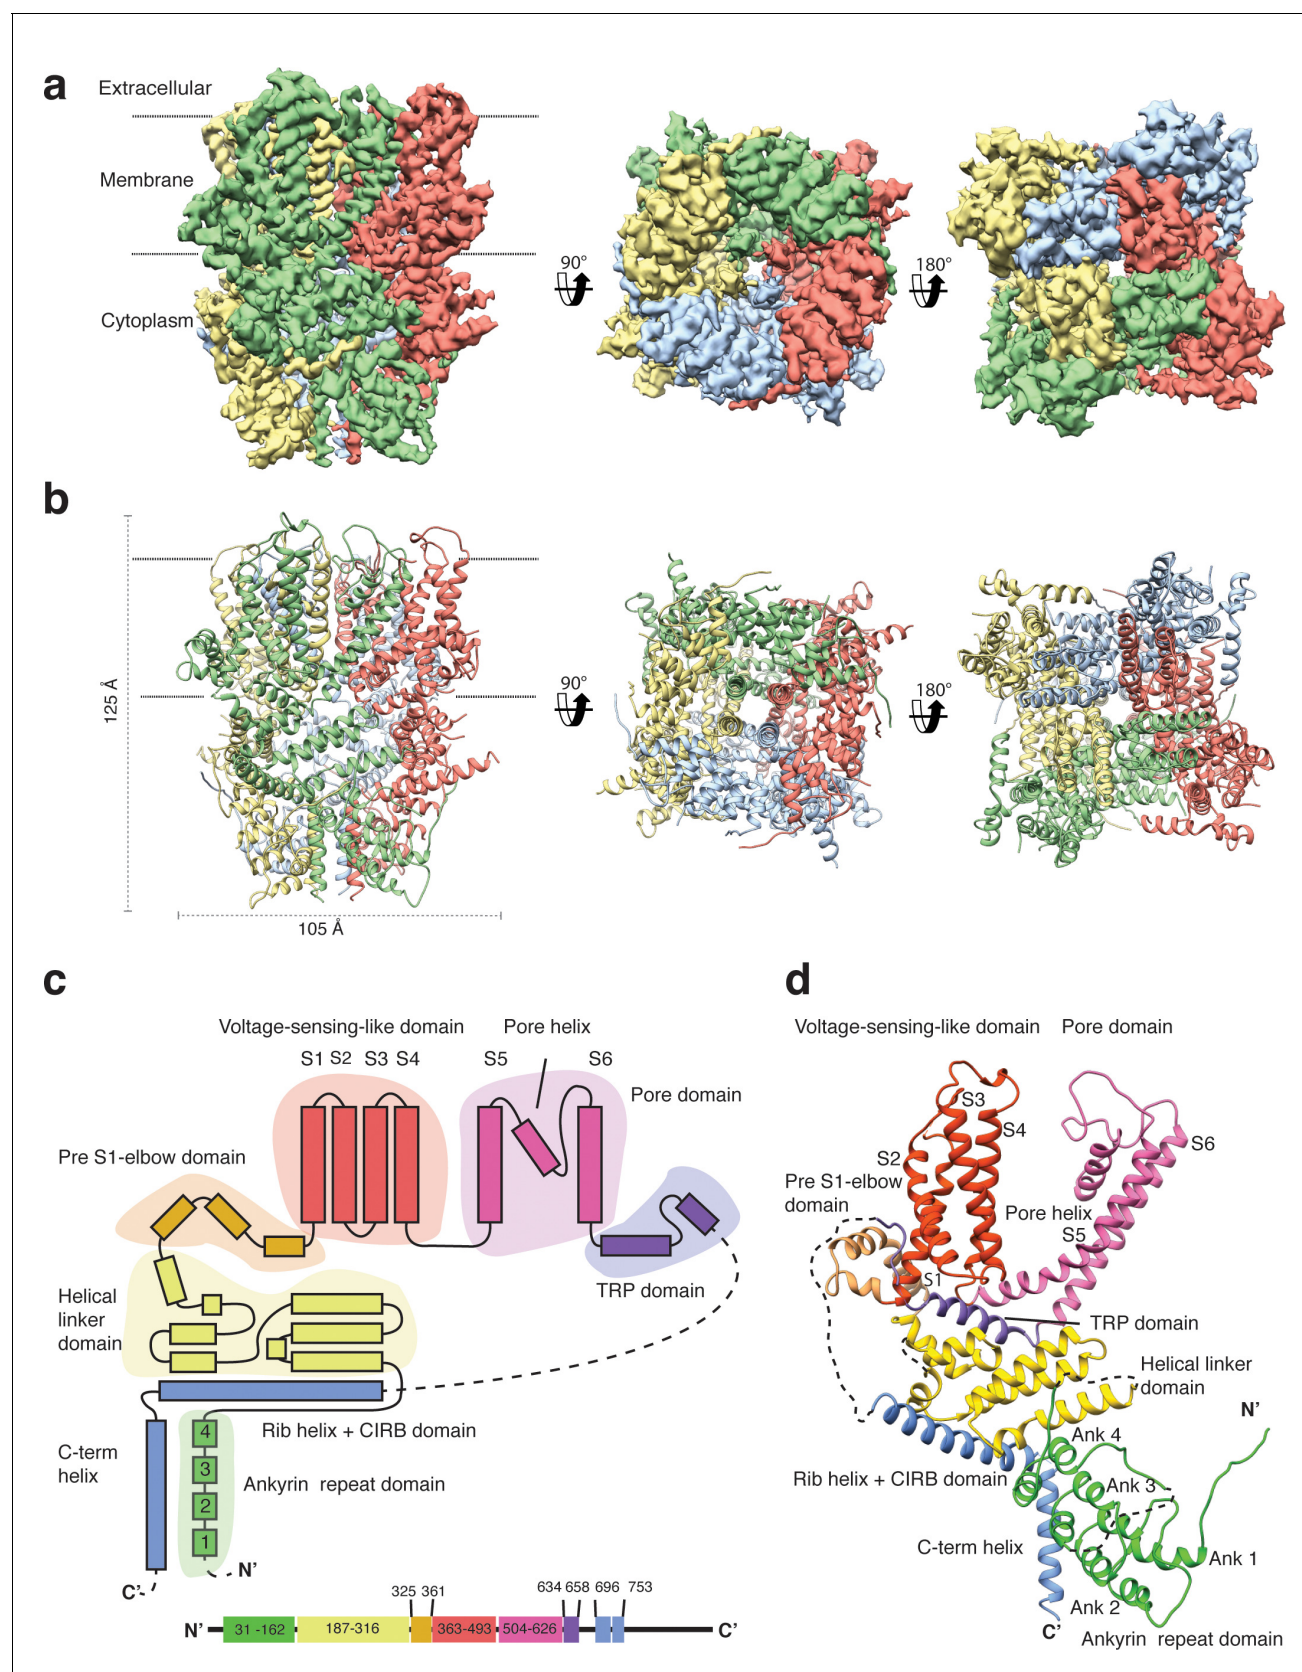 a
Extracellular
Membrane
Cytoplasm
90°
180°
b
125 Å
105 Å
90°
180°
c
Voltage-sensing-like domain
Pore helix
S1 S2 S3 S4
S5
S6
Pore domain
Pre S1-elbow domain
TRP domain
Helical
linker
domain
Rib helix + CIRB domain
C-term
helix
4
3
2
1
Ankyrin repeat domain
N'
C'
325 361
634 658 696 753
N'
31 -162
187-316
363-493
504-626
C'
d
Voltage-sensing-like domain
Pore domain
S3
S4
S2
S6
Pre S1-elbow
domain
Pore helix
S5
S1
TRP domain
Helical linker
domain
N'
Ank 4
Rib helix + CIRB domain
Ank 3
C-term helix
Ank 1
Ank 2
C'
Ankyrin repeat domain